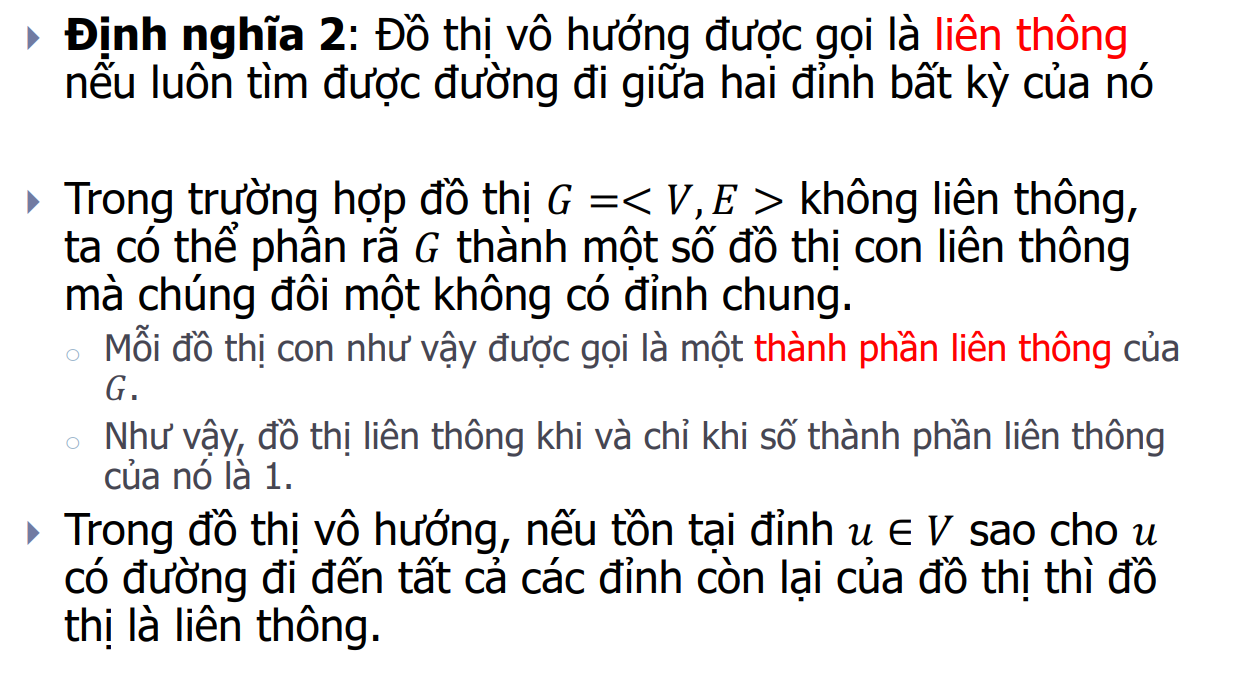 Định nghĩa 2: Đồ thị vô hướng được gọi là liên thông
nếu luôn tìm được đường đi giữa hai đỉnh bất kỳ của nó
Trong trường hợp đồ thị G =< V, E > không liên thông,
ta có thể phân rã G thành một số đồ thị con liên thông
mà chúng đôi một không có đỉnh chung.
Mỗi đồ thị con như vậy được gọi là một thành phần liên thông của
G.
Như vậy, đồ thị liên thông khi và chỉ khi số thành phần liên thông
của nó là 1.
Trong đồ thị vô hướng, nếu tồn tại đỉnh u ∈ V sao cho u
có đường đi đến tất cả các đỉnh còn lại của đồ thị thì đồ
thị là liên thông.